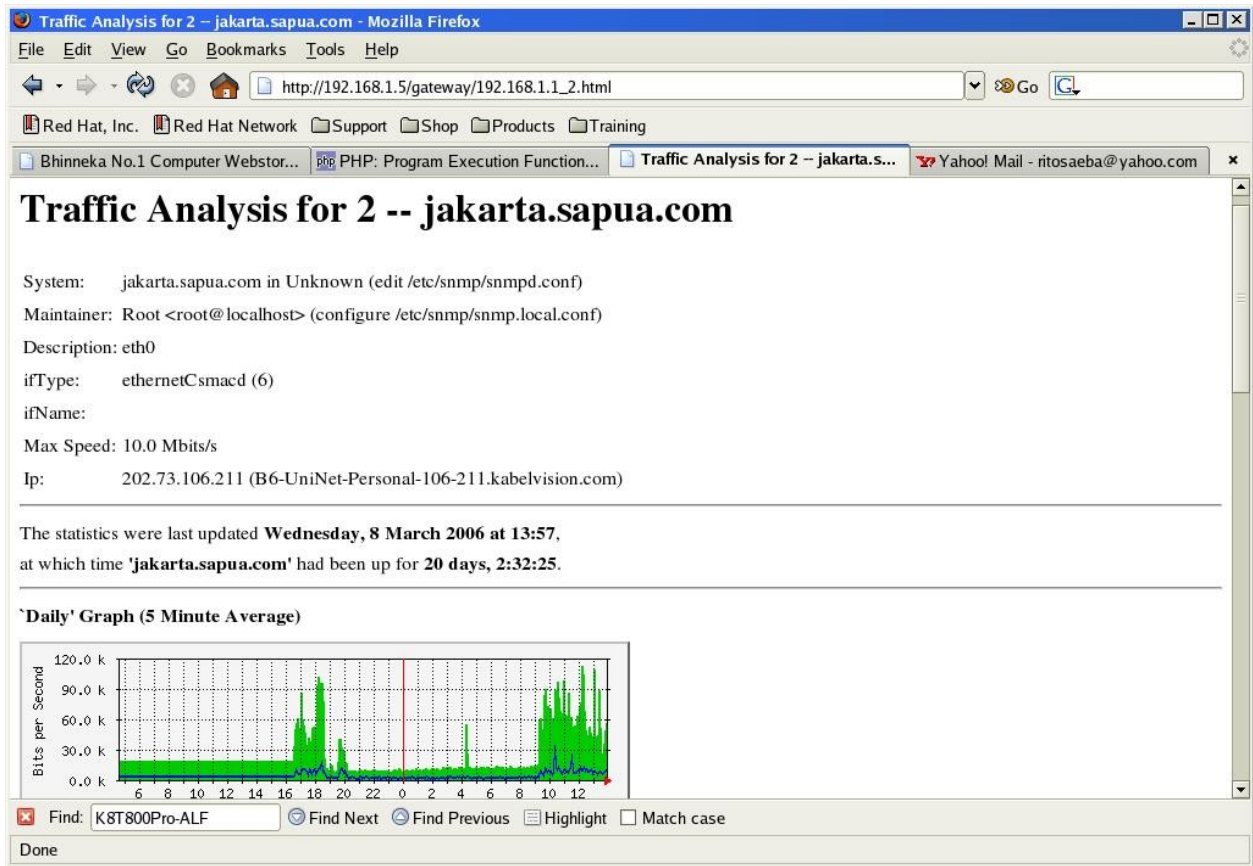 Traffic Analysis for 2 -- jakarta.sapua.com - Mozilla Firefox
File Edit View Go Bookmarks Tools Help
http://192.168.1.5/gateway/192.168.1.1_2.html Go G
Red Hat, Inc. Red Hat Network Support Shop Products Training
Bhinneka No.1 Computer Webstor... php PHP: Program Execution Function... Traffic Analysis for 2 -- jakarta.s... Y! Yahoo! Mail - ritosaeba@yahoo.com
Traffic Analysis for 2 -- jakarta.sapua.com
System: jakarta.sapua.com in Unknown (edit /etc/snmp/snmpd.conf)
Maintainer: Root <root@localhost> (configure /etc/snmp/snmp.local.conf)
Description: eth0
ifType: ethernetCsmacd (6)
ifName:
Max Speed: 10.0 Mbits/s
Ip: 202.73.106.211 (B6-UniNet-Personal-106-211.kabelvision.com)
The statistics were last updated Wednesday, 8 March 2006 at 13:57,
at which time 'jakarta.sapua.com' had been up for 20 days, 2:32:25.
`Daily' Graph (5 Minute Average)
Bits per Second
120.0 k
90.0 k
60.0 k
30.0 k
0.0 k
6 8 10 12 14 16 18 20 22 0 2 4 6 8 10 12
Find: K8T800Pro-ALF Find Next Find Previous Highlight Match case
Done